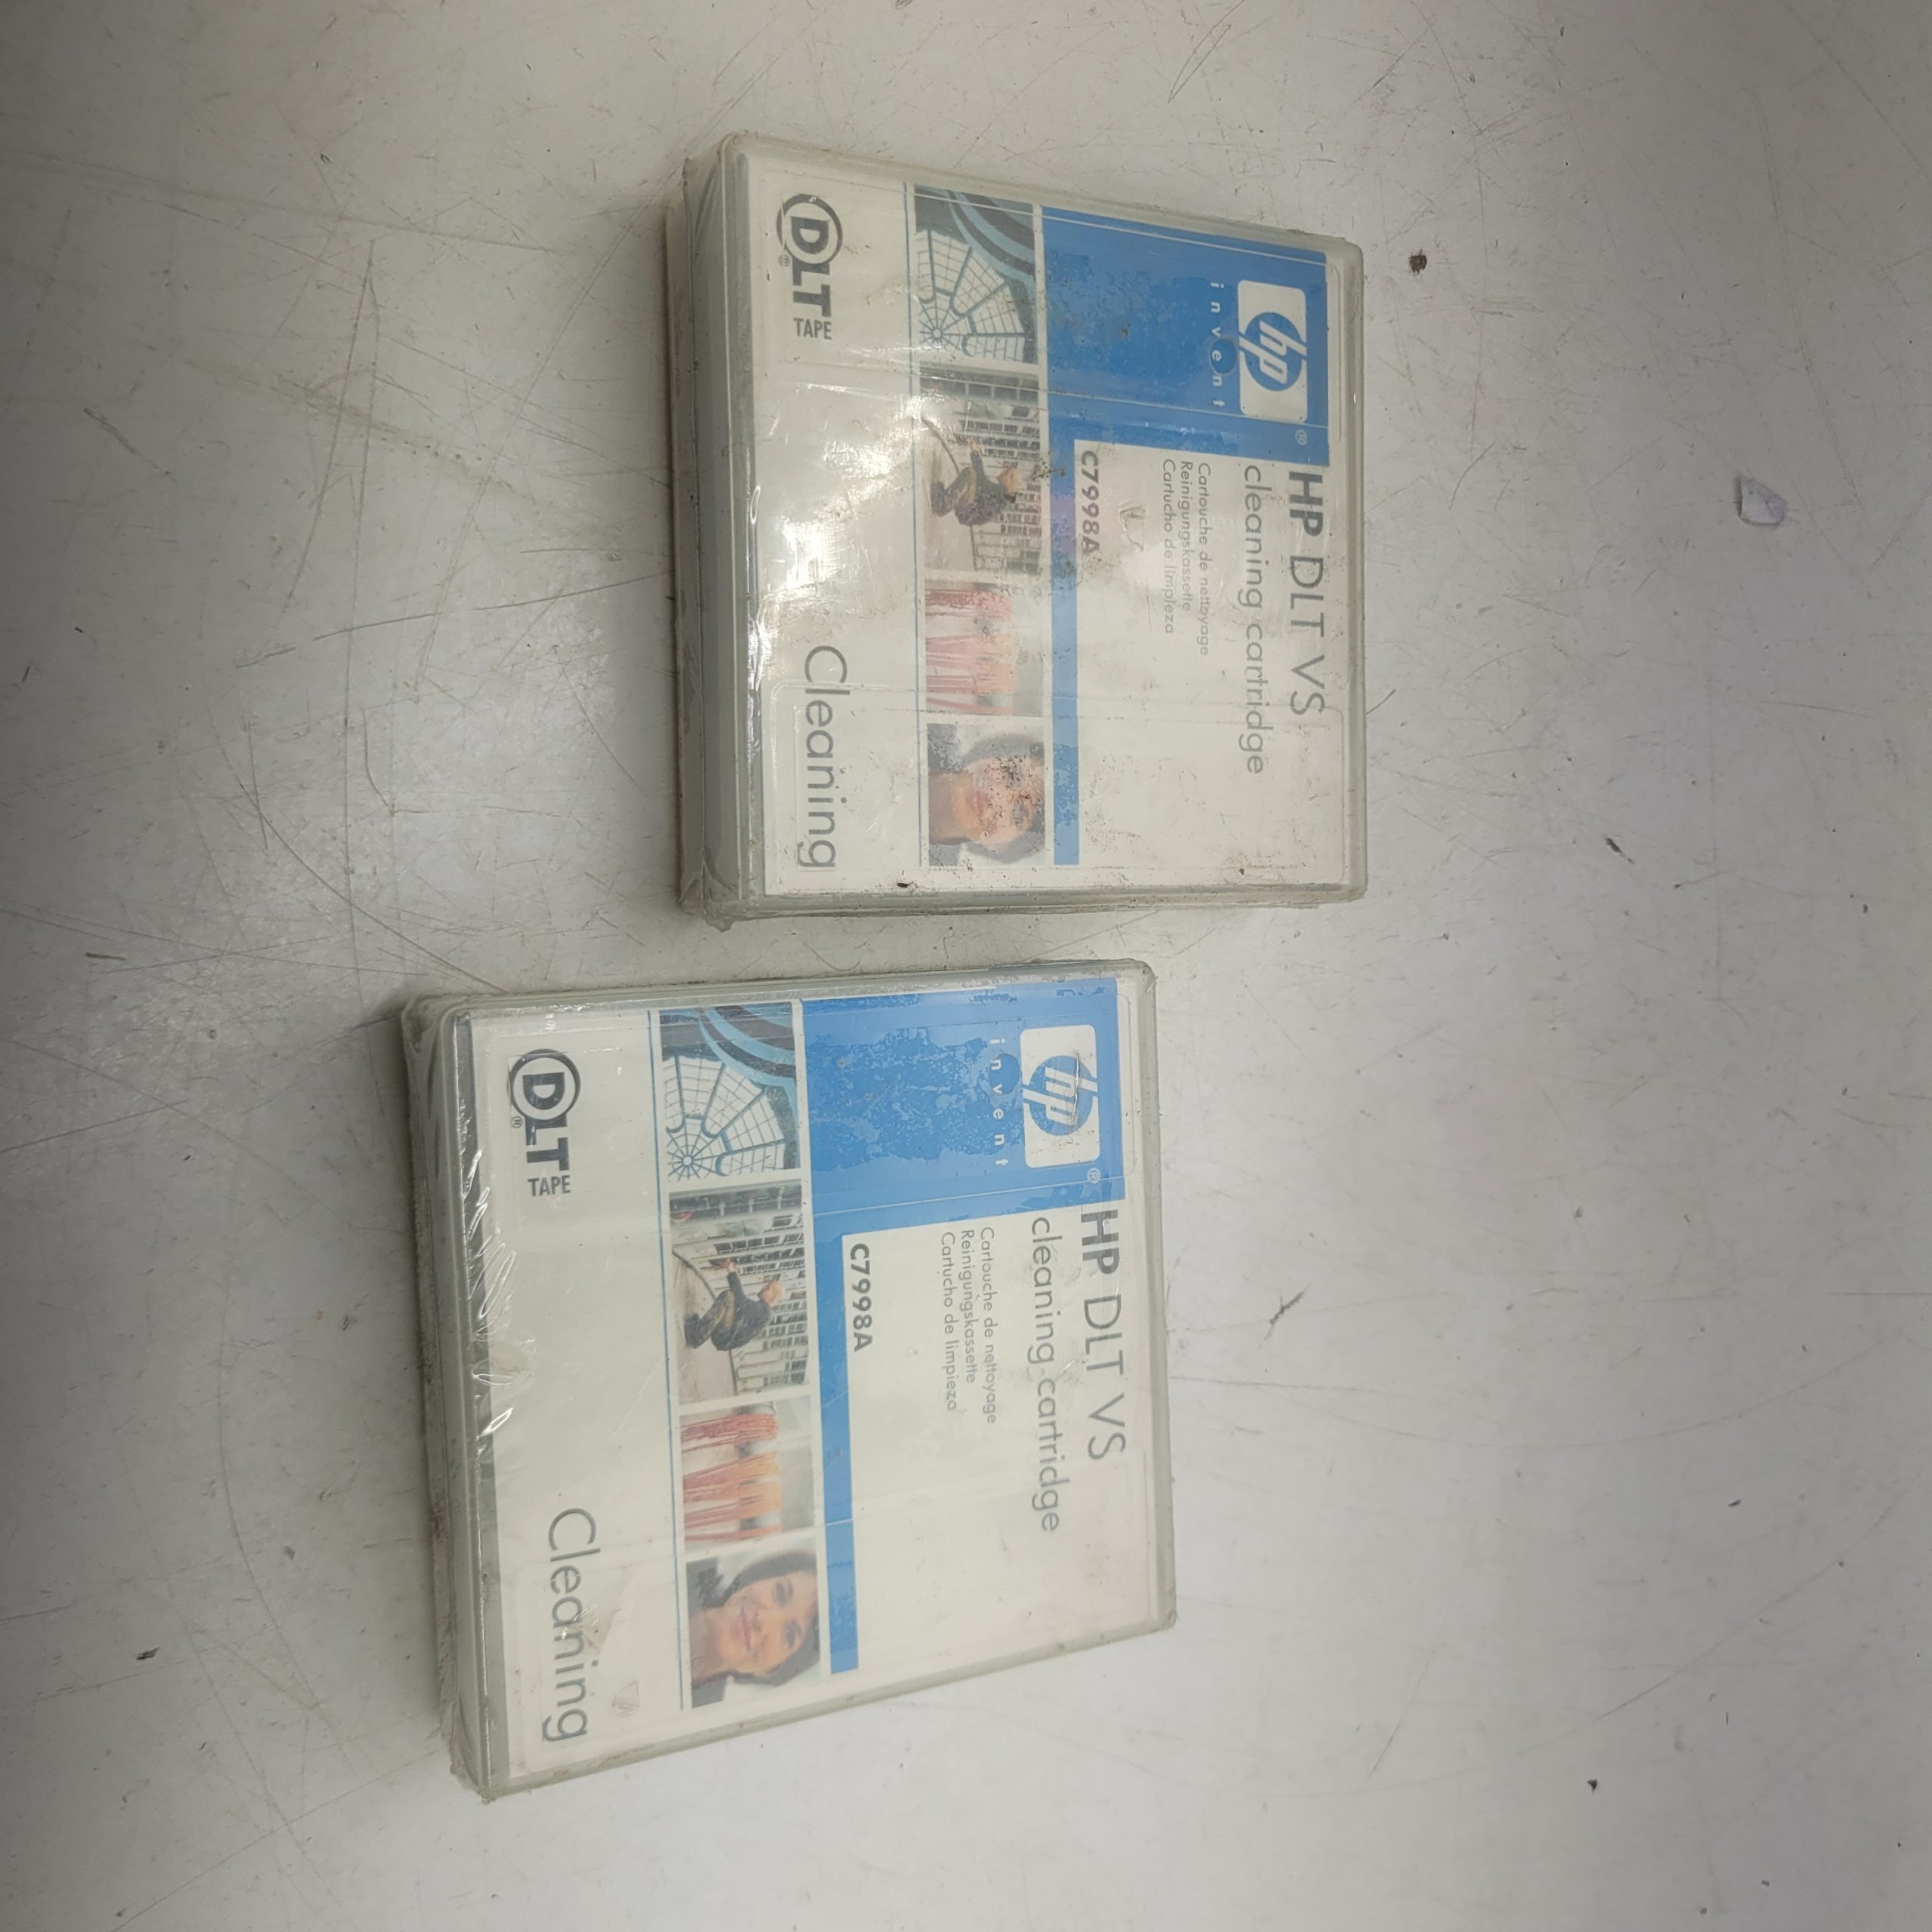 hp
®
invent
HP DLT VS
cleaning cartridge
Cartouche de nettoyage
Reinigungskassette
Cartucho de limpieza
C7998A
DLT ®
TAPE
Cleaning
hp
®
invent
HP DLT VS
cleaning cartridge
Cartouche de nettoyage
Reinigungskassette
Cartucho de limpieza
C7998A
DLT ®
TAPE
Cleaning